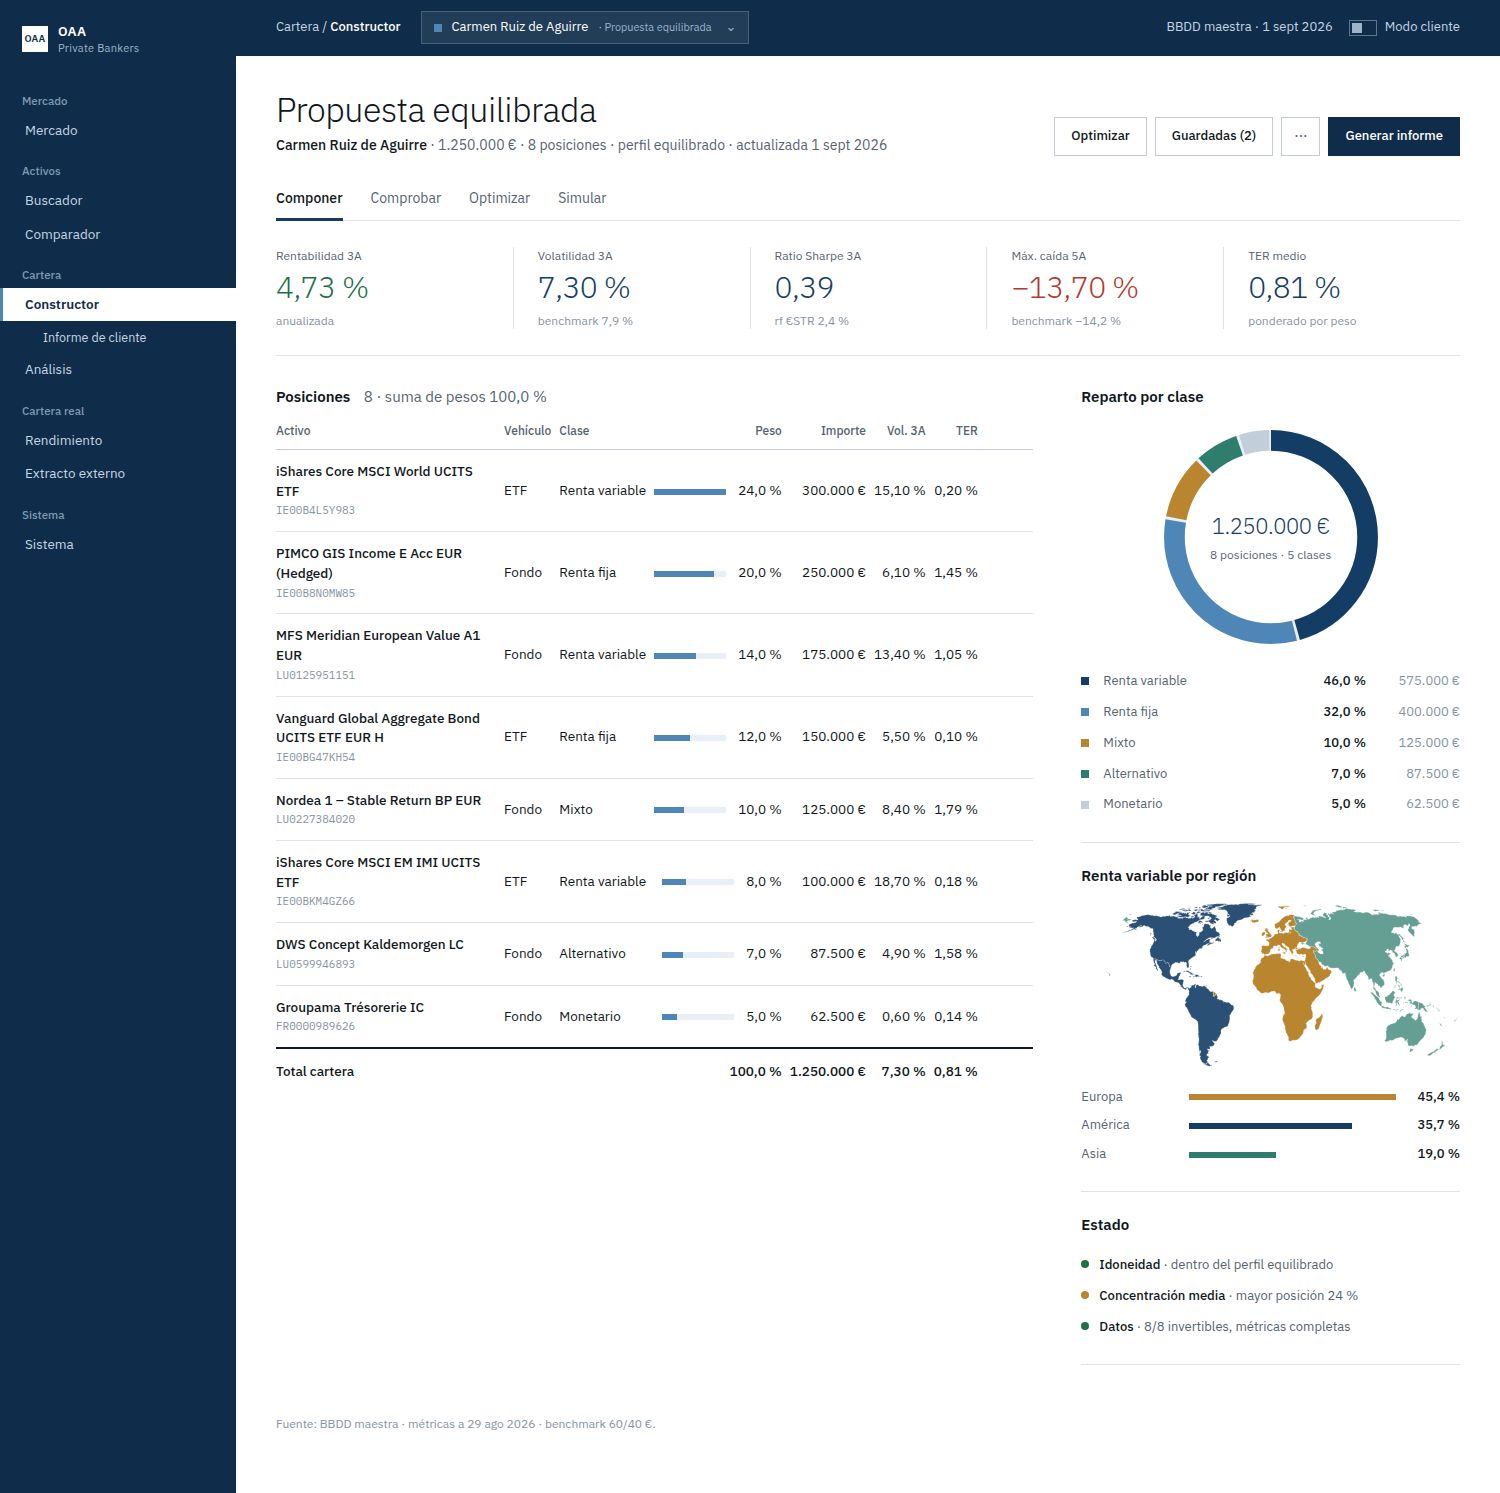 OAA
OAA
Private Bankers
Mercado
Mercado
Activos
Buscador
Comparador
Cartera
Constructor
Informe de cliente
Análisis
Cartera real
Rendimiento
Extracto externo
Sistema
Sistema
Cartera / Constructor
Carmen Ruiz de Aguirre · Propuesta equilibrada
BBDD maestra · 1 sept 2026
Modo cliente
Propuesta equilibrada
Carmen Ruiz de Aguirre · 1.250.000 € · 8 posiciones · perfil equilibrado · actualizada 1 sept 2026
Optimizar
Guardadas (2)
···
Generar informe
Componer Comprobar Optimizar Simular
Rentabilidad 3A
4,73 %
anualizada
Volatilidad 3A
7,30 %
benchmark 7,9 %
Ratio Sharpe 3A
0,39
rf €STR 2,4 %
Máx. caída 5A
−13,70 %
benchmark −14,2 %
TER medio
0,81 %
ponderado por peso
Posiciones 8 · suma de pesos 100,0 %
Activo Vehículo Clase Peso Importe Vol. 3A TER
iShares Core MSCI World UCITS
ETF
IE00B4L5Y983
ETF Renta variable 24,0 % 300.000 € 15,10 % 0,20 %
PIMCO GIS Income E Acc EUR
(Hedged)
IE00B8N0MW85
Fondo Renta fija 20,0 % 250.000 € 6,10 % 1,45 %
MFS Meridian European Value A1
EUR
LU0125951151
Fondo Renta variable 14,0 % 175.000 € 13,40 % 1,05 %
Vanguard Global Aggregate Bond
UCITS ETF EUR H
IE00BG47KH54
ETF Renta fija 12,0 % 150.000 € 5,50 % 0,10 %
Nordea 1 – Stable Return BP EUR
LU0227384020
Fondo Mixto 10,0 % 125.000 € 8,40 % 1,79 %
iShares Core MSCI EM IMI UCITS
ETF
IE00BKM4GZ66
ETF Renta variable 8,0 % 100.000 € 18,70 % 0,18 %
DWS Concept Kaldemorgen LC
LU0599946893
Fondo Alternativo 7,0 % 87.500 € 4,90 % 1,58 %
Groupama Trésorerie IC
FR0000989626
Fondo Monetario 5,0 % 62.500 € 0,60 % 0,14 %
Total cartera 100,0 % 1.250.000 € 7,30 % 0,81 %
Reparto por clase
1.250.000 €
8 posiciones · 5 clases
Renta variable 46,0 % 575.000 €
Renta fija 32,0 % 400.000 €
Mixto 10,0 % 125.000 €
Alternativo 7,0 % 87.500 €
Monetario 5,0 % 62.500 €
Renta variable por región
Europa 45,4 %
América 35,7 %
Asia 19,0 %
Estado
Idoneidad · dentro del perfil equilibrado
Concentración media · mayor posición 24 %
Datos · 8/8 invertibles, métricas completas
Fuente: BBDD maestra · métricas a 29 ago 2026 · benchmark 60/40 €.